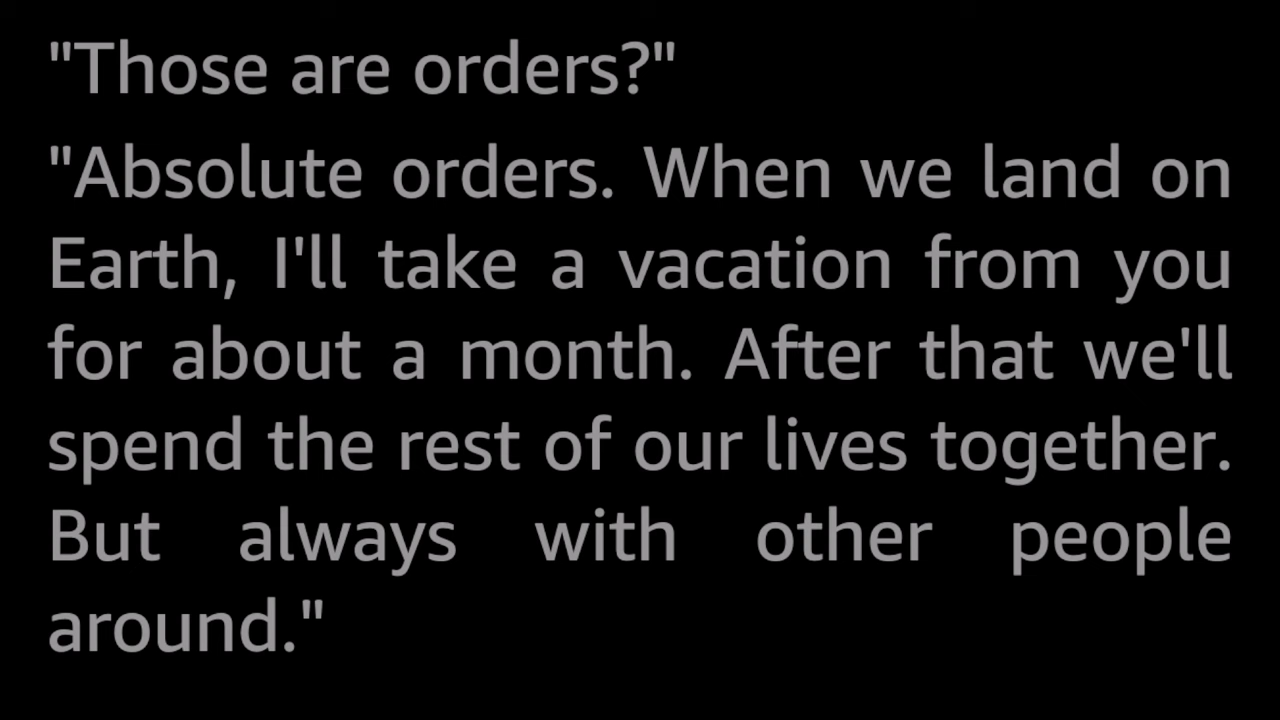 "Those are orders?"
"Absolute orders. When we land on
Earth, I'll take a vacation from you
for about a month. After that we'll
spend the rest of our lives together.
But always with other people
around."